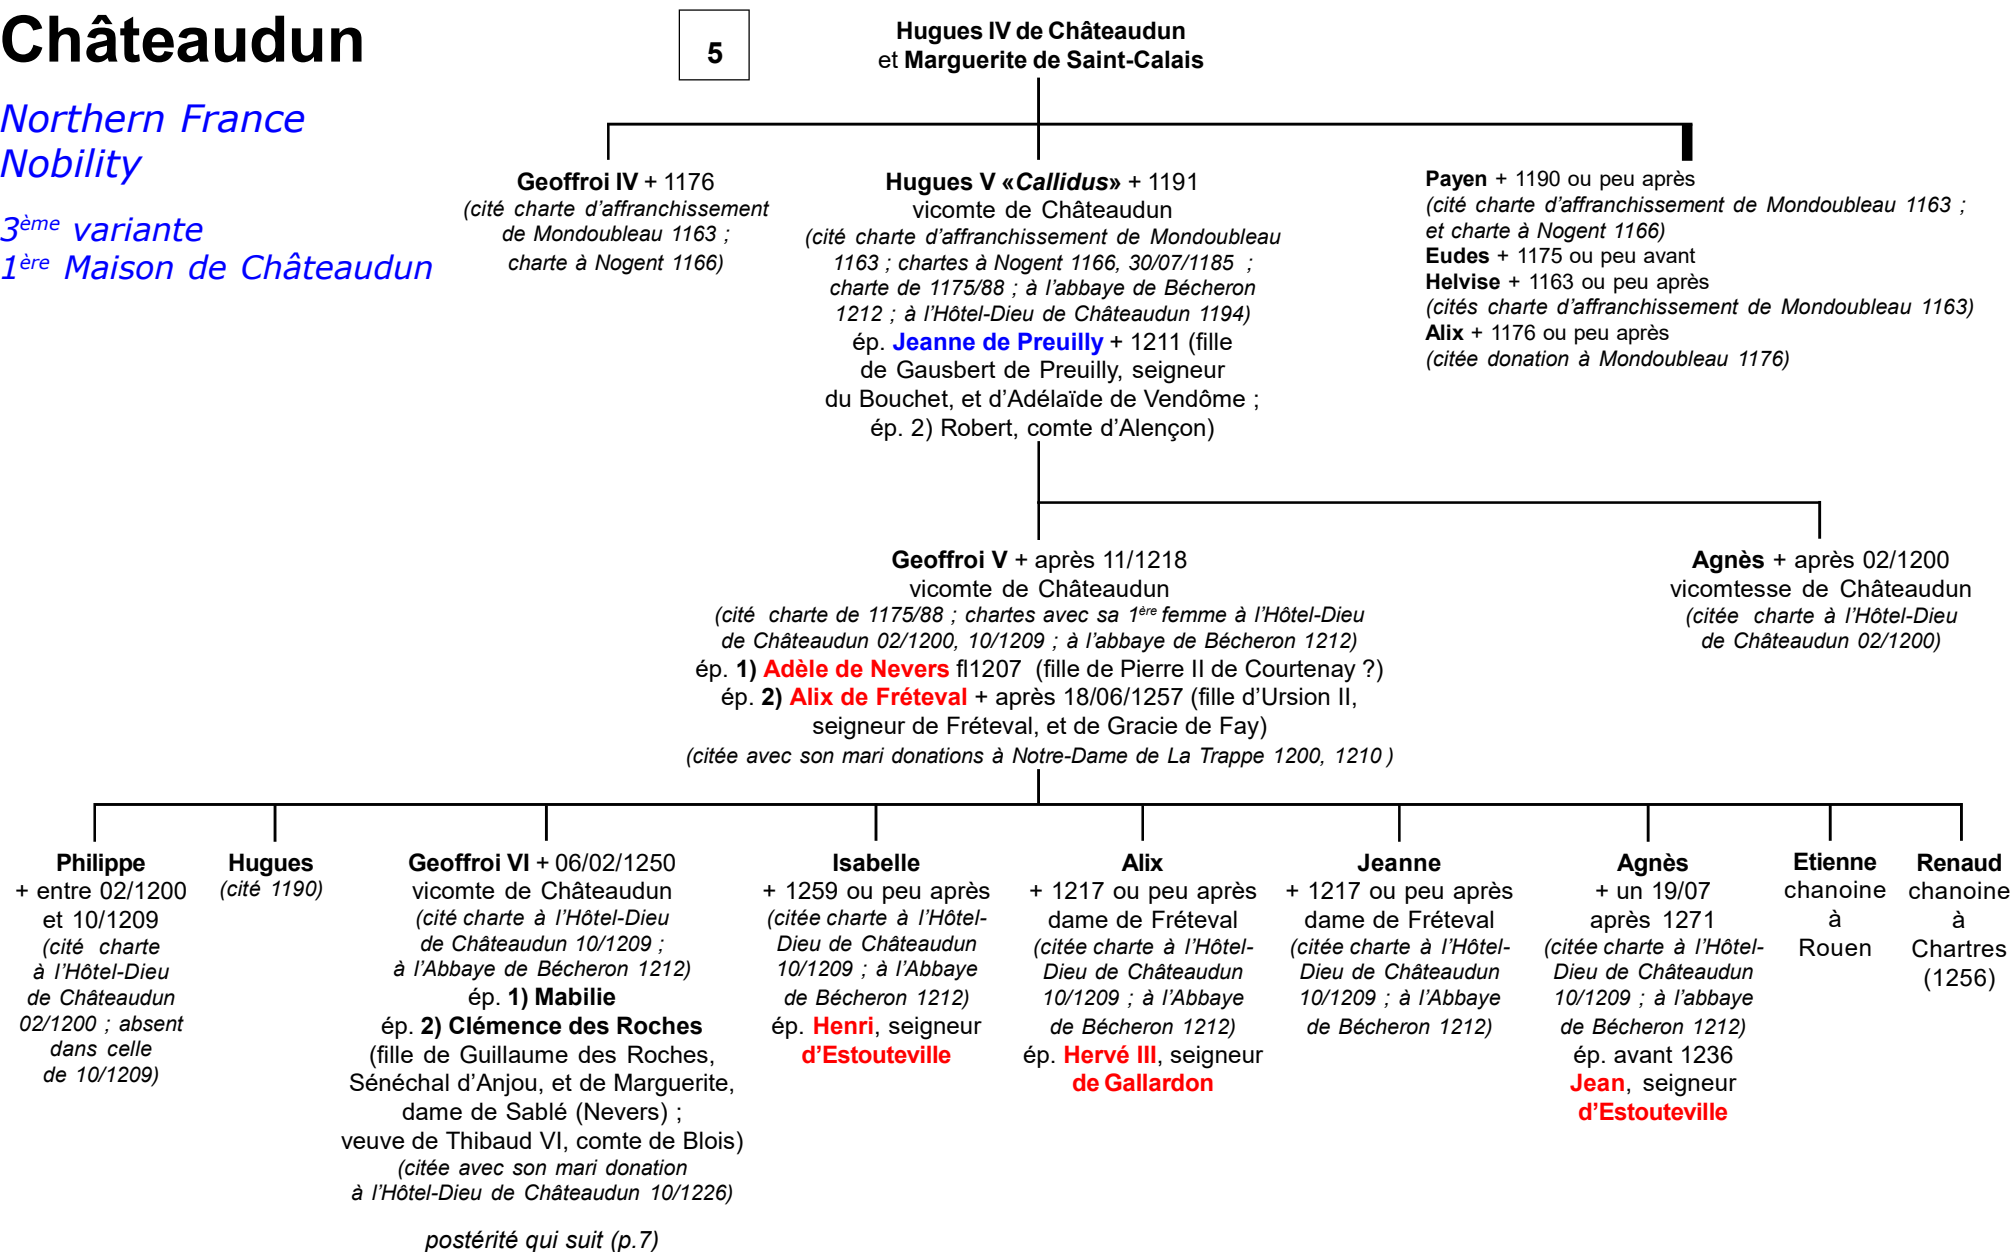 Châteaudun
Northern France
Nobility
3ème variante
1ère Maison de Châteaudun
5
Hugues IV de Châteaudun
et Marguerite de Saint-Calais
Geoffroi IV + 1176
(cité charte d'affranchissement
de Mondoubleau 1163 ;
charte à Nogent 1166)
Hugues V «Callidus» + 1191
vicomte de Châteaudun
(cité charte d'affranchissement de Mondoubleau
1163 ; chartes à Nogent 1166, 30/07/1185 ;
charte de 1175/88 ; à l'abbaye de Bécheron
1212 ; à l'Hôtel-Dieu de Châteaudun 1194)
ép. Jeanne de Preuilly + 1211 (fille
de Gausbert de Preuilly, seigneur
du Bouchet, et d'Adélaïde de Vendôme ;
ép. 2) Robert, comte d'Alençon)
Payen + 1190 ou peu après
(cité charte d'affranchissement de Mondoubleau 1163 ;
et charte à Nogent 1166)
Eudes + 1175 ou peu avant
Helvise + 1163 ou peu après
(cités charte d'affranchissement de Mondoubleau 1163)
Alix + 1176 ou peu après
(citée donation à Mondoubleau 1176)
Geoffroi V + après 11/1218
vicomte de Châteaudun
(cité charte de 1175/88 ; chartes avec sa 1ère femme à l'Hôtel-Dieu
de Châteaudun 02/1200, 10/1209 ; à l'abbaye de Bécheron 1212)
ép. 1) Adèle de Nevers fl1207 (fille de Pierre II de Courtenay ?)
ép. 2) Alix de Fréteval + après 18/06/1257 (fille d'Ursion II,
seigneur de Fréteval, et de Gracie de Fay)
(citée avec son mari donations à Notre-Dame de La Trappe 1200, 1210 )
Agnès + après 02/1200
vicomtesse de Châteaudun
(citée charte à l'Hôtel-Dieu
de Châteaudun 02/1200)
Philippe
+ entre 02/1200
et 10/1209
(cité charte
à l'Hôtel-Dieu
de Châteaudun
02/1200 ; absent
dans celle
de 10/1209)
Hugues
(cité 1190)
Geoffroi VI + 06/02/1250
vicomte de Châteaudun
(cité charte à l'Hôtel-Dieu
de Châteaudun 10/1209 ;
à l'Abbaye de Bécheron 1212)
ép. 1) Mabilie
ép. 2) Clémence des Roches
(fille de Guillaume des Roches,
Sénéchal d'Anjou, et de Marguerite,
dame de Sablé (Nevers) ;
veuve de Thibaud VI, comte de Blois)
(citée avec son mari donation
à l'Hôtel-Dieu de Châteaudun 10/1226)
postérité qui suit (p.7)
Isabelle
+ 1259 ou peu après
(citée charte à l'Hôtel-
Dieu de Châteaudun
10/1209 ; à l'Abbaye
de Bécheron 1212)
ép. Henri, seigneur
d'Estouteville
Alix
+ 1217 ou peu après
dame de Fréteval
(citée charte à l'Hôtel-
Dieu de Châteaudun
10/1209 ; à l'Abbaye
de Bécheron 1212)
ép. Hervé III, seigneur
de Gallardon
Jeanne
+ 1217 ou peu après
dame de Fréteval
(citée charte à l'Hôtel-
Dieu de Châteaudun
10/1209 ; à l'Abbaye
de Bécheron 1212)
Agnès
+ un 19/07
après 1271
(citée charte à l'Hôtel-
Dieu de Châteaudun
10/1209 ; à l'abbaye
de Bécheron 1212)
ép. avant 1236
Jean, seigneur
d'Estouteville
Etienne
chanoine
à
Rouen
Renaud
chanoine
à
Chartres
(1256)